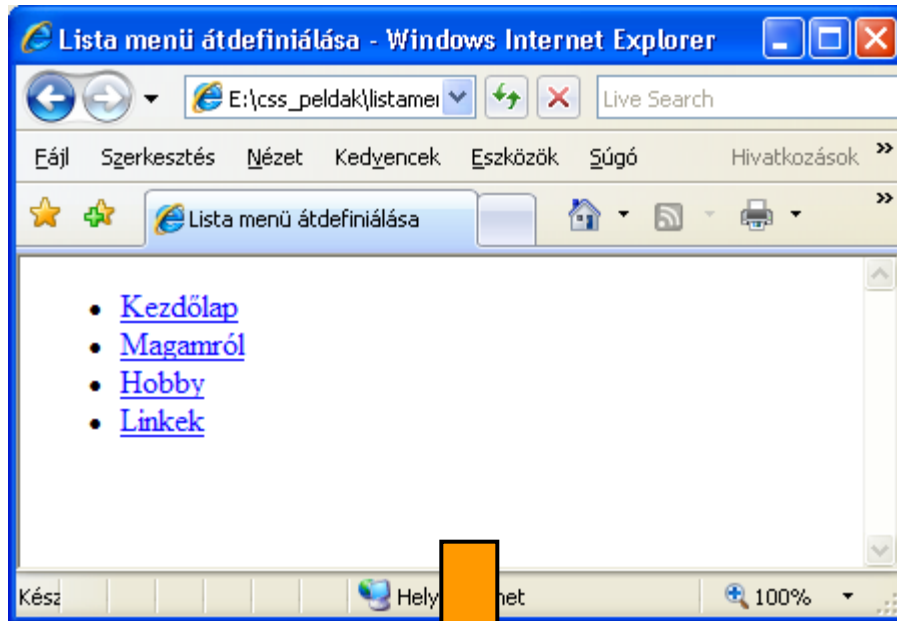 Lista menü átdefiniálása - Windows Internet Explorer
E:\css_peldak\listamei Live Search
Fájl Szerkesztés Nézet Kedvencek Eszközök Súgó Hivatkozások »
Lista menü átdefiniálása »
• Kezdőlap
• Magamról
• Hobby
• Linkek
Kész 100%